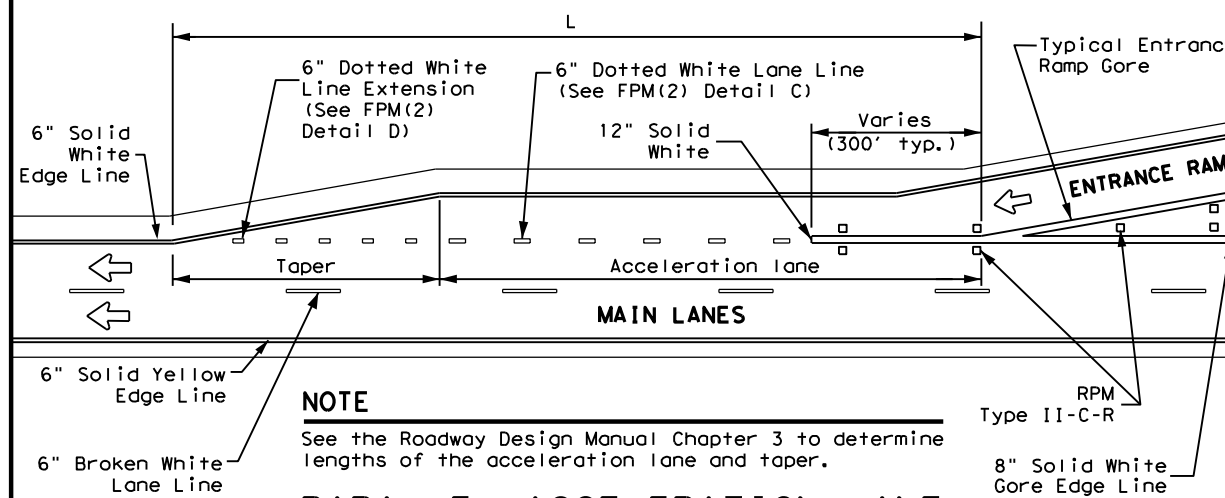 L
Typical Entranc
Ramp Gore
6" Dotted White
Line Extension
(See FPM(2)
Detail D)
6" Dotted White Lane Line
(See FPM(2) Detail C)
Varies
(300' typ.)
12" Solid
White
6" Solid
White
Edge Line
ENTRANCE RAM
Taper
Acceleration lane
MAIN LANES
6" Solid Yellow
Edge Line
RPM
Type II-C-R
NOTE
See the Roadway Design Manual Chapter 3 to determine
lengths of the acceleration lane and taper.
6" Broken White
Lane Line
8" Solid White
Gore Edge Line